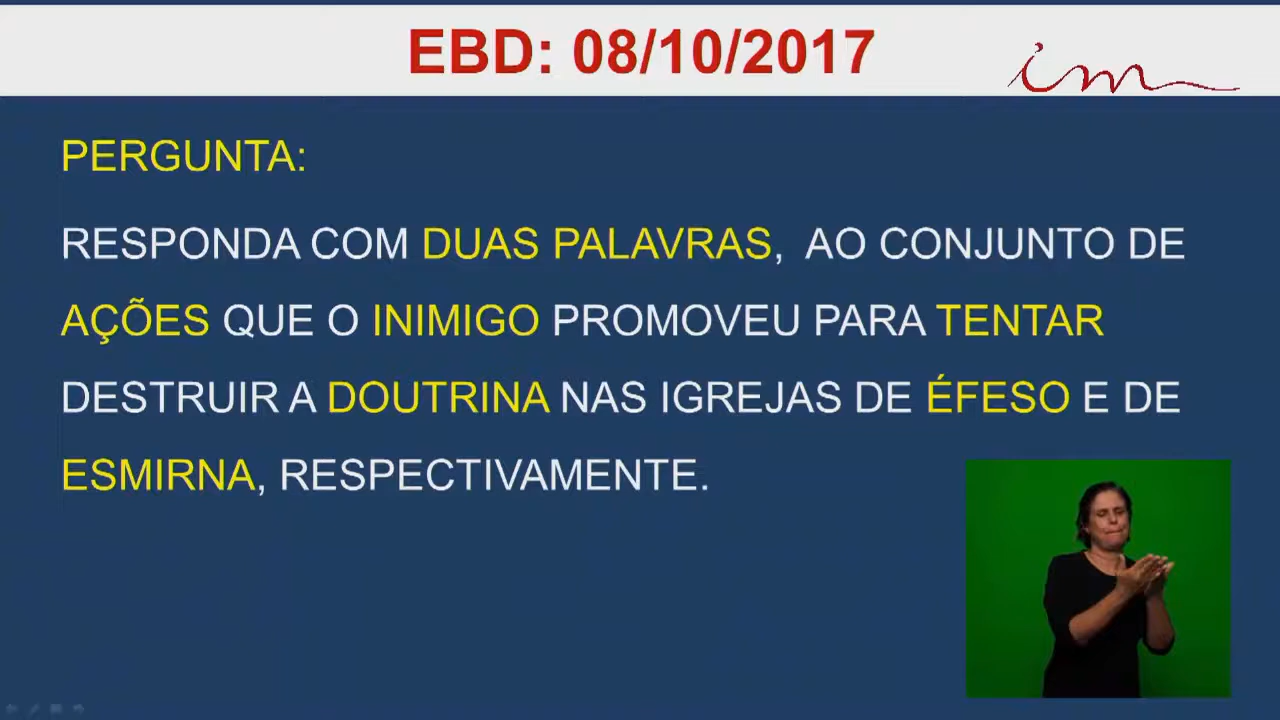 EBD: 08/10/2017
im
PERGUNTA:
RESPONDA COM DUAS PALAVRAS, AO CONJUNTO DE
AÇÕES QUE O INIMIGO PROMOVEU PARA TENTAR
DESTRUIR A DOUTRINA NAS IGREJAS DE ÉFESO E DE
ESMIRNA, RESPECTIVAMENTE.